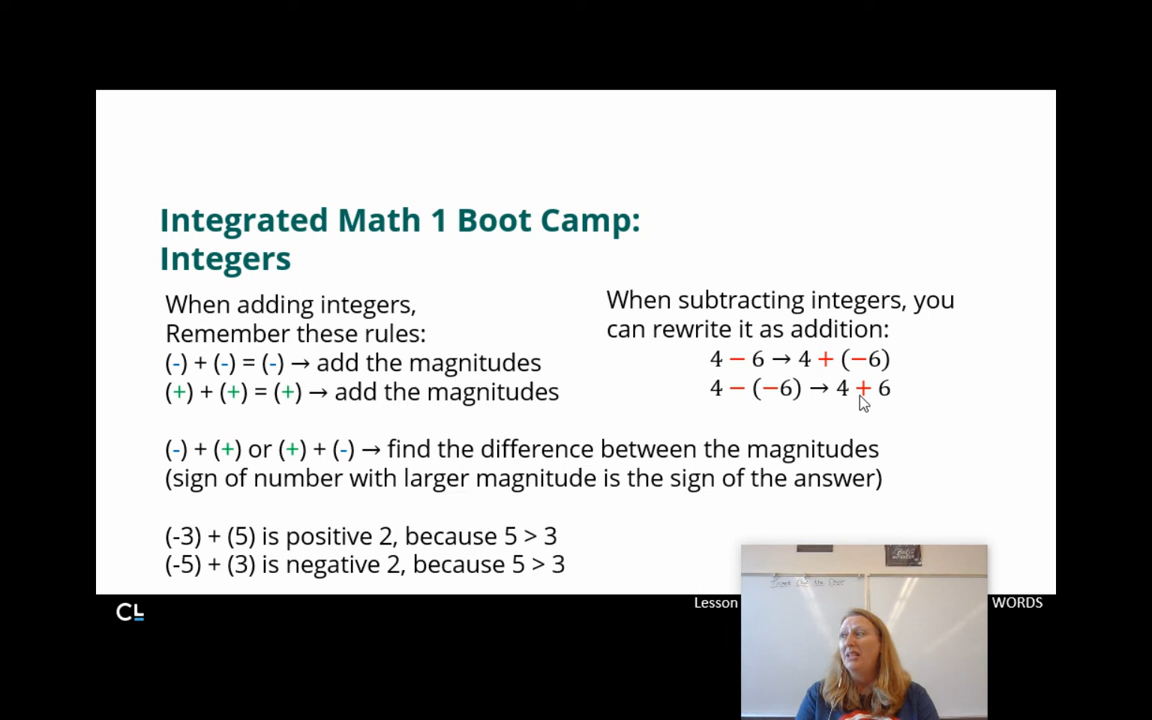 Integrated Math 1 Boot Camp:
Integers
When adding integers,
Remember these rules:
(-) + (-) = (-) → add the magnitudes
(+) + (+) = (+) → add the magnitudes
When subtracting integers, you
can rewrite it as addition:
4 − 6 → 4 + (−6)
4 − (−6) → 4 + 6
(-) + (+) or (+) + (-) → find the difference between the magnitudes
(sign of number with larger magnitude is the sign of the answer)
(-3) + (5) is positive 2, because 5 > 3
(-5) + (3) is negative 2, because 5 > 3
CL
Lesson
WORDS